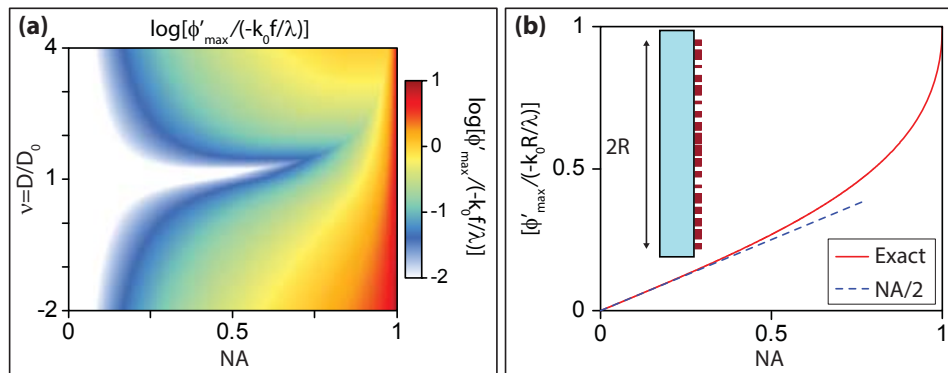 (a)
log[ϕ′max/(-k0f/λ)]
4
1
-2
ν=D/D0
0
0.5
1
NA
1
0
-1
-2
log[ϕ′max/(-k0f/λ)]
(b)
1
0.5
0
[ϕ′max/(-k0R/λ)]
2R
Exact
NA/2
0
0.5
1
NA